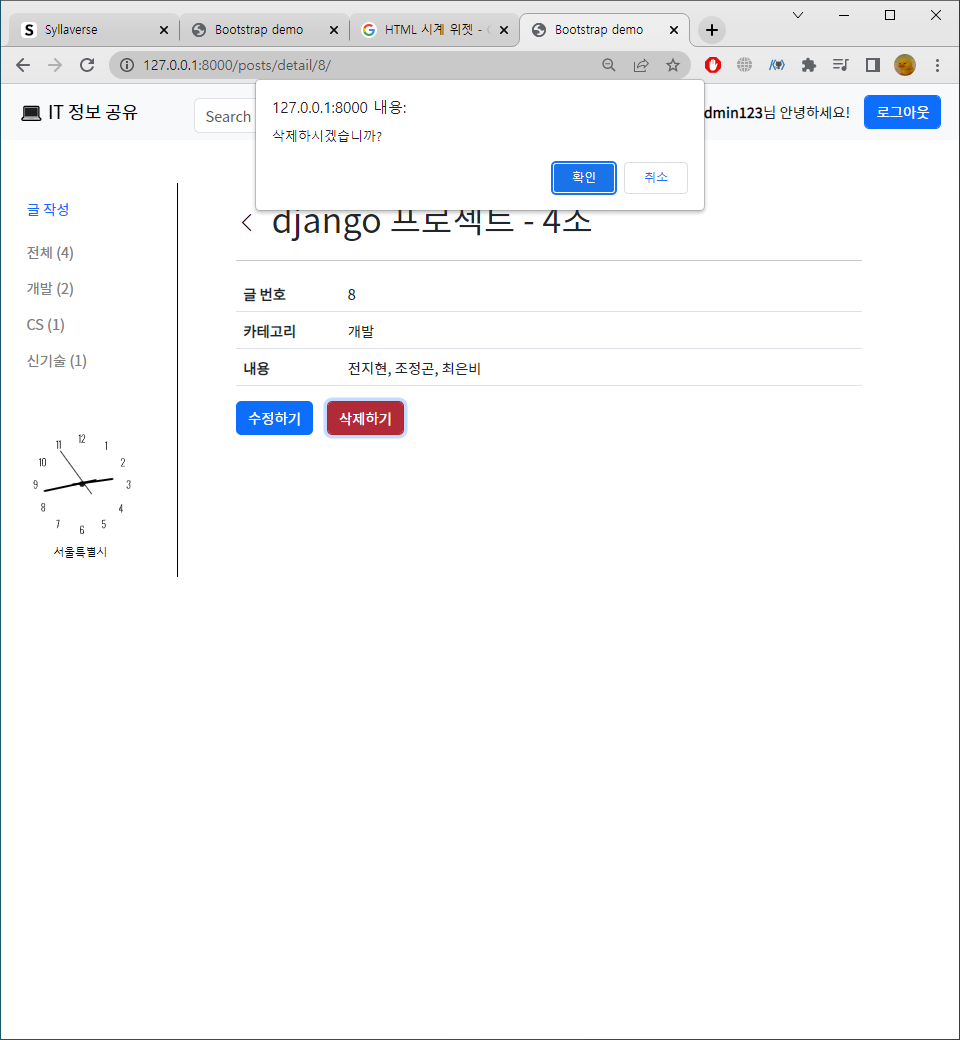 Syllaverse
Bootstrap demo
HTML 시계 위젯 -
Bootstrap demo
127.0.0.1:8000/posts/detail/8/
IT 정보 공유
Search
dmin123님 안녕하세요!
로그아웃
127.0.0.1:8000 내용:
삭제하시겠습니까?
확인
취소
글 작성
전체 (4)
개발 (2)
CS (1)
신기술 (1)
django 프로젝트 - 4조
글 번호 8
카테고리 개발
내용 전지현, 조정곤, 최은비
수정하기 삭제하기
12
11 1
10 2
9 3
8 4
7 5
6
서울특별시